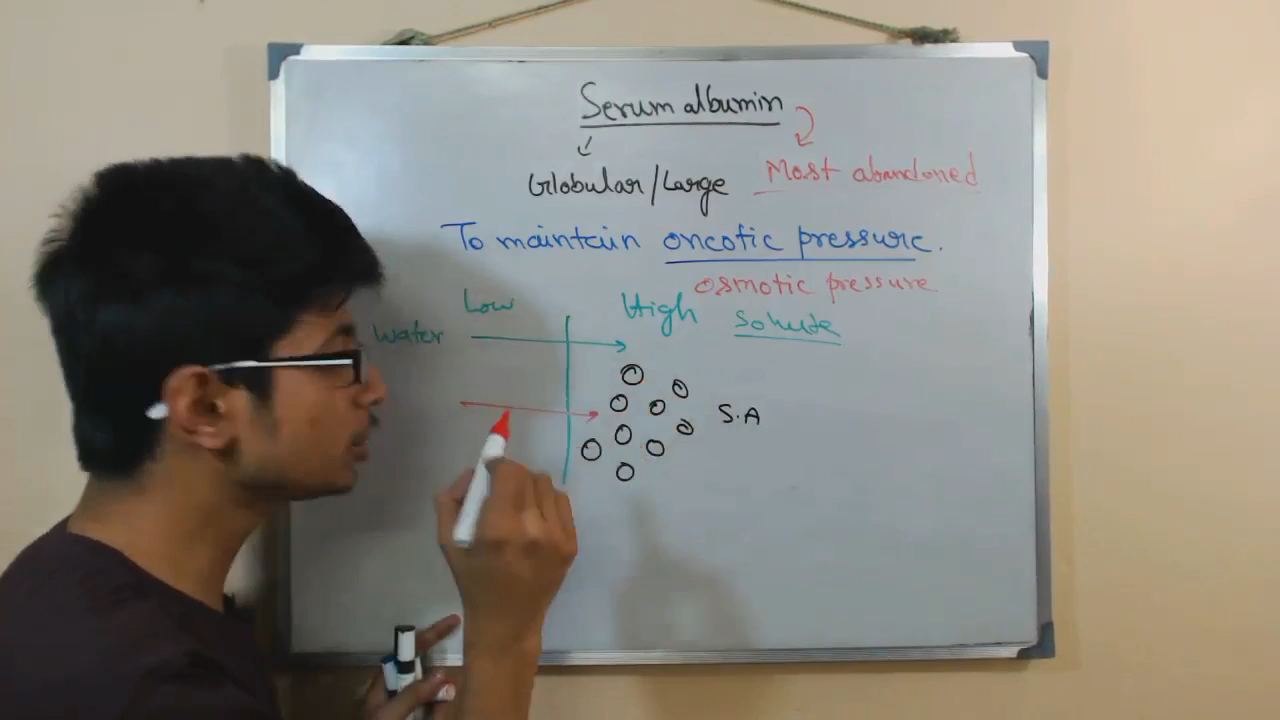 Serum albumin
Globular/Large
Most abandoned
To maintain oncotic pressure.
osmotic pressure
Low
High
Solute
Water
S.A